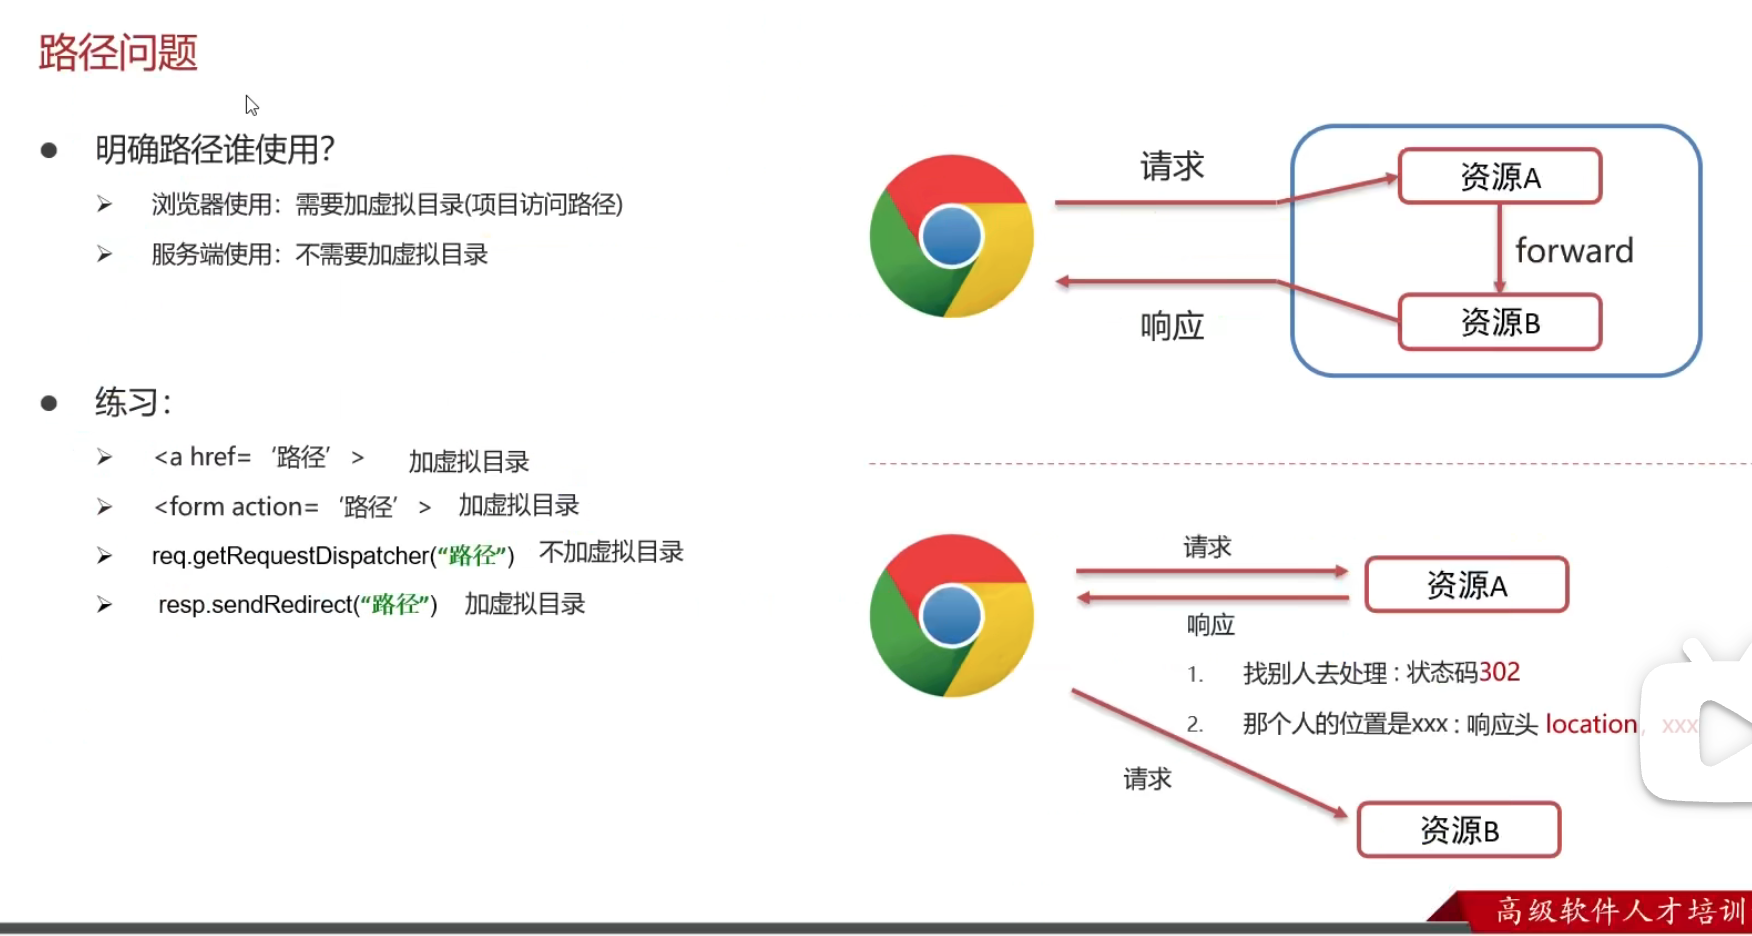 路径问题
明确路径谁使用？
浏览器使用：需要加虚拟目录(项目访问路径)
服务端使用：不需要加虚拟目录
练习：
<a href=‘路径’> 加虚拟目录
<form action=‘路径’> 加虚拟目录
req.getRequestDispatcher(“路径”) 不加虚拟目录
resp.sendRedirect(“路径”) 加虚拟目录
请求
资源A
forward
响应
资源B
请求
资源A
响应
1. 找别人去处理：状态码302
2. 那个人的位置是xxx：响应头 location，xxx
请求
资源B
高级软件人才培训